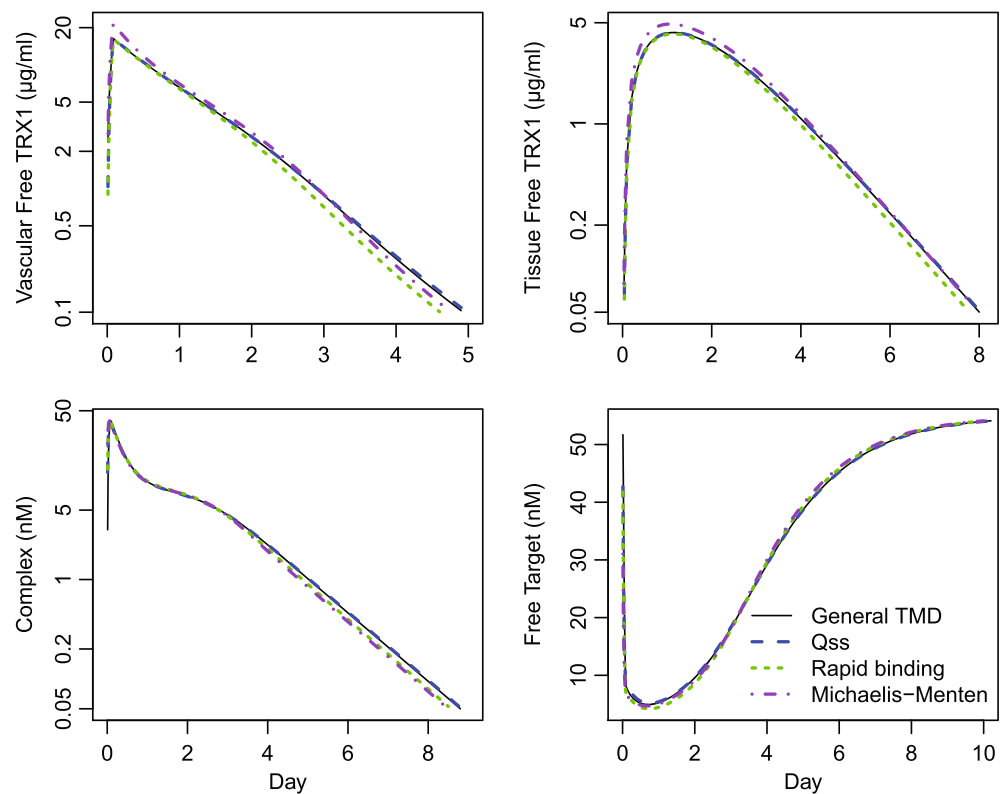 Vascular Free TRX1 (µg/ml)
20
5
2
0.5
0.1
0 1 2 3 4 5
Tissue Free TRX1 (µg/ml)
5
1
0.2
0.05
0 2 4 6 8
Complex (nM)
50
5
1
0.2
0.05
0 2 4 6 8
Day
Free Target (nM)
50
40
30
20
10
General TMD
Qss
Rapid binding
Michaelis−Menten
0 2 4 6 8 10
Day